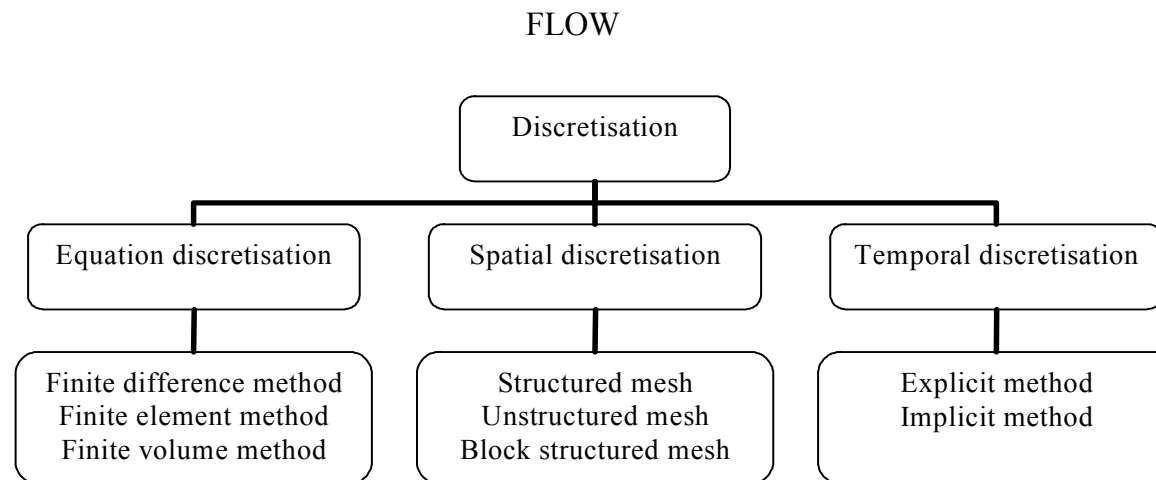 FLOW
Discretisation
Equation discretisation
Spatial discretisation
Temporal discretisation
Finite difference method
Finite element method
Finite volume method
Structured mesh
Unstructured mesh
Block structured mesh
Explicit method
Implicit method